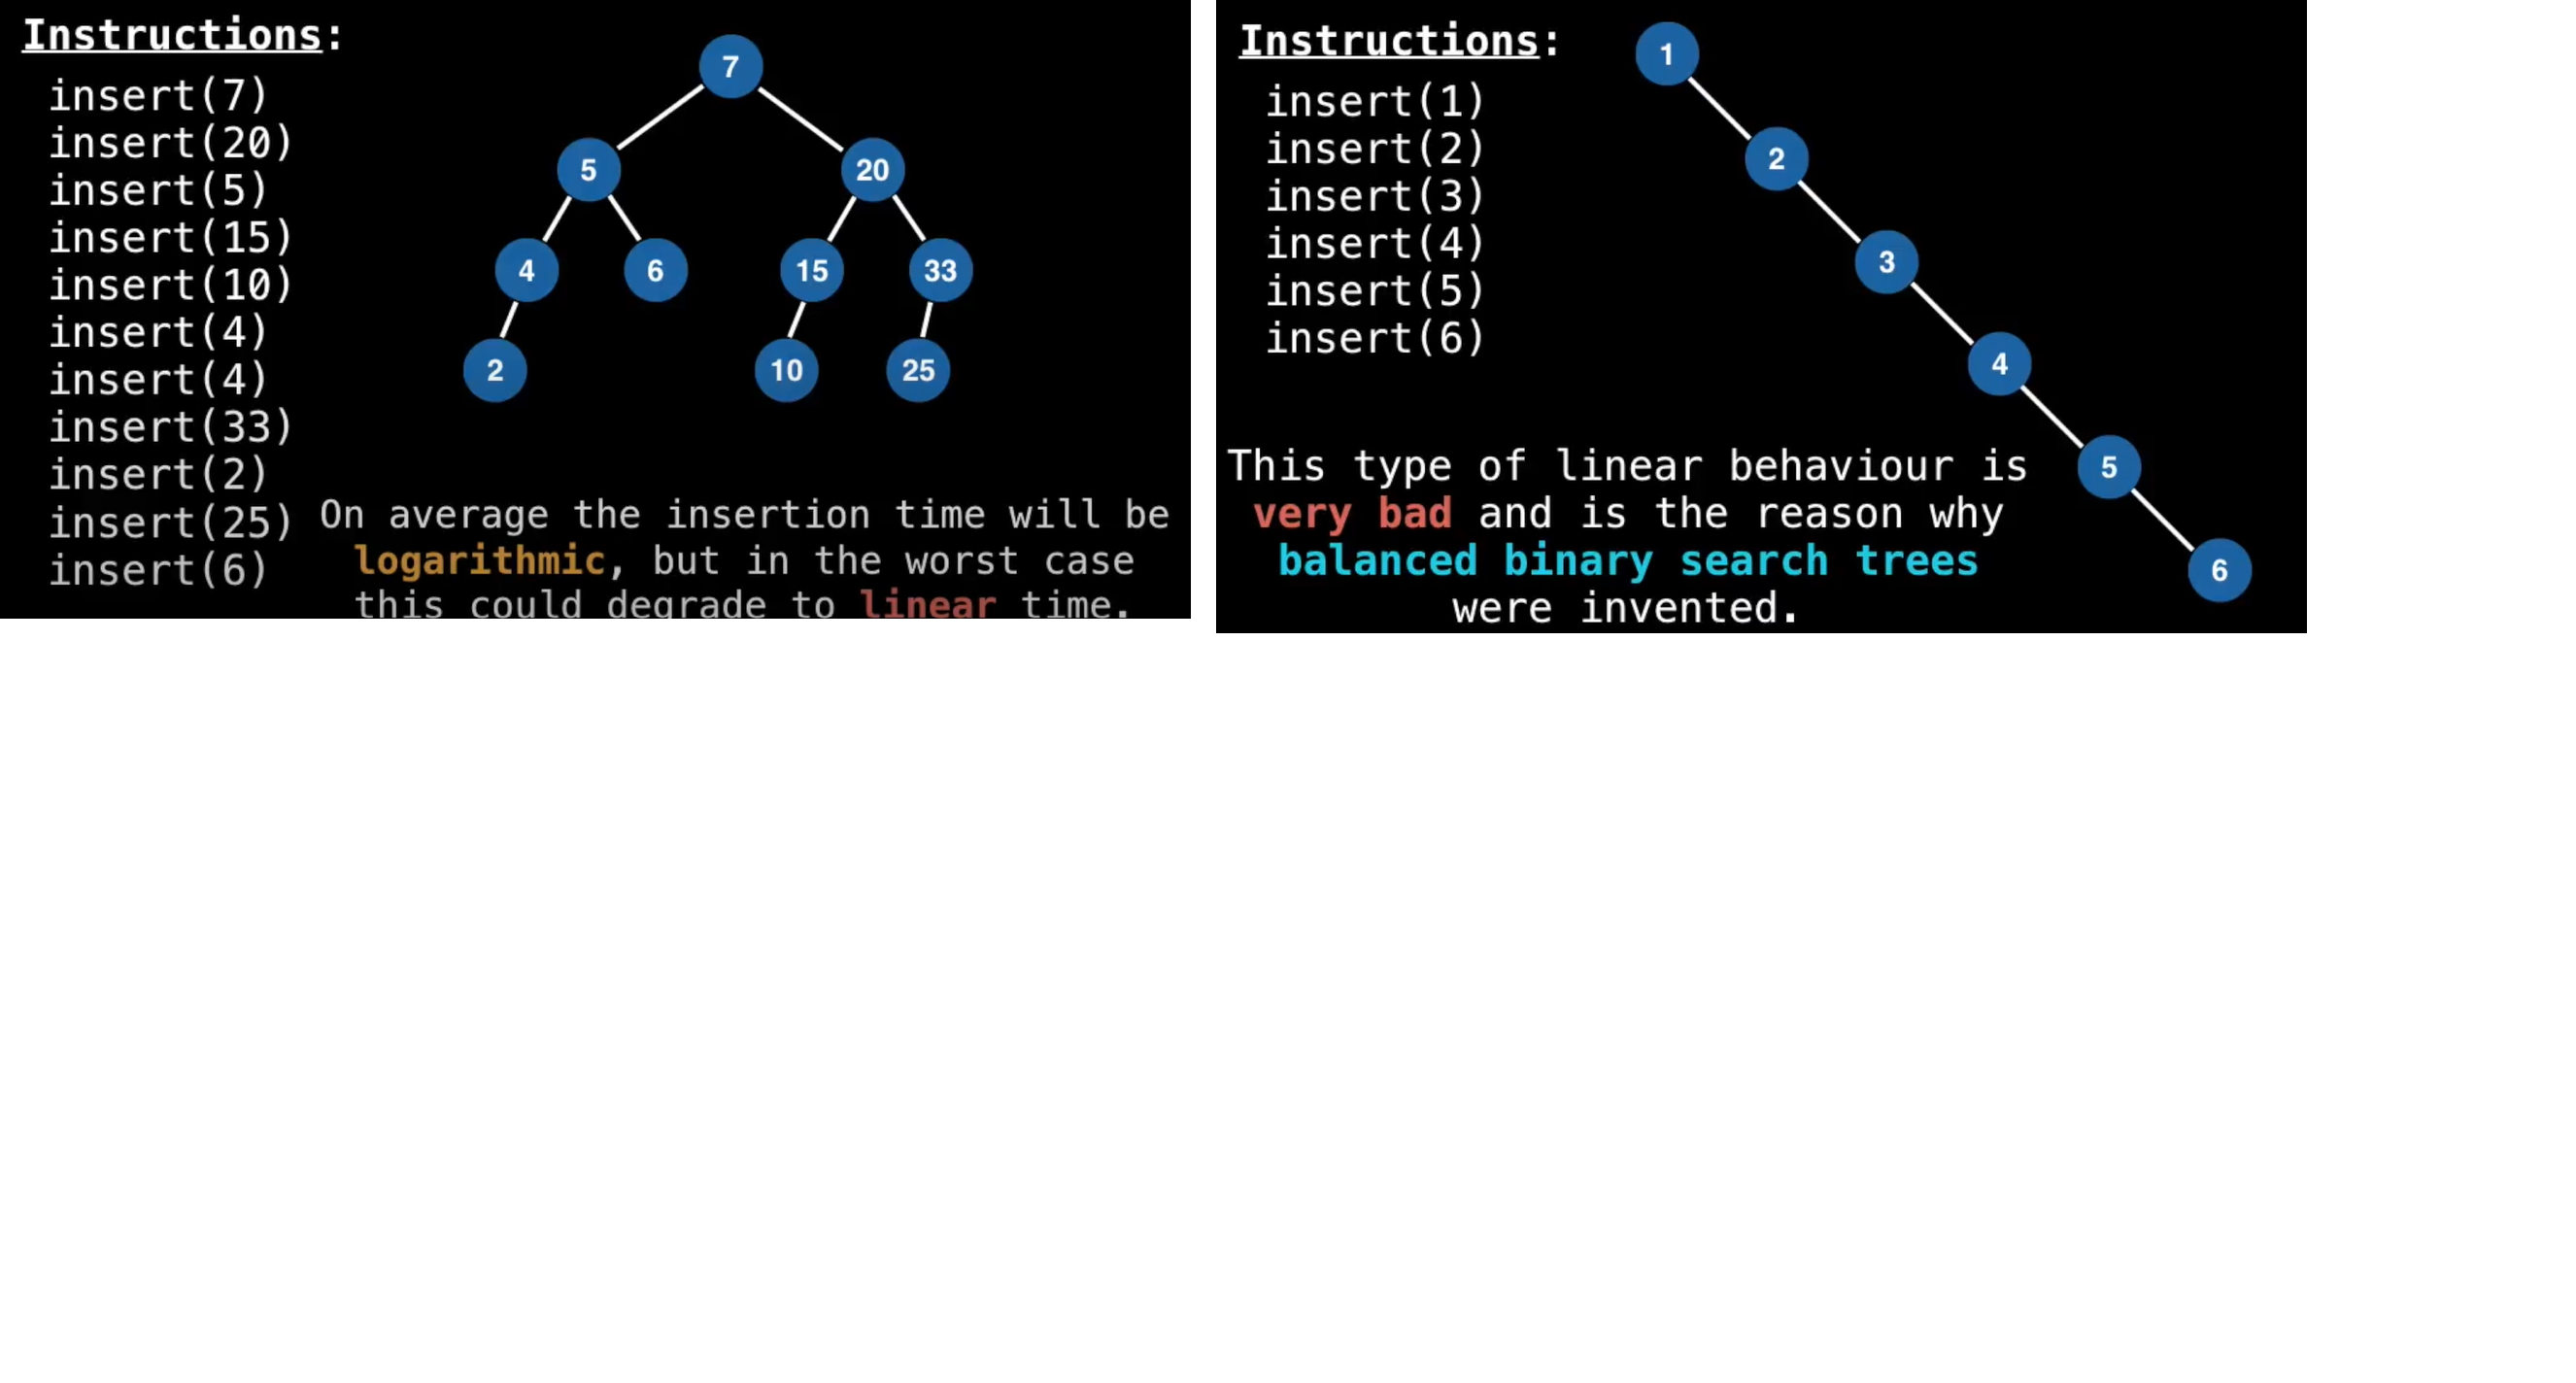 Instructions:
insert(7)
insert(20)
insert(5)
insert(15)
insert(10)
insert(4)
insert(4)
insert(33)
insert(2)
insert(25)
insert(6)
7
5
20
4
6
15
33
2
10
25
On average the insertion time will be
logarithmic, but in the worst case
this could degrade to linear time.
Instructions:
insert(1)
insert(2)
insert(3)
insert(4)
insert(5)
insert(6)
1
2
3
4
5
6
This type of linear behaviour is
very bad and is the reason why
balanced binary search trees
were invented.